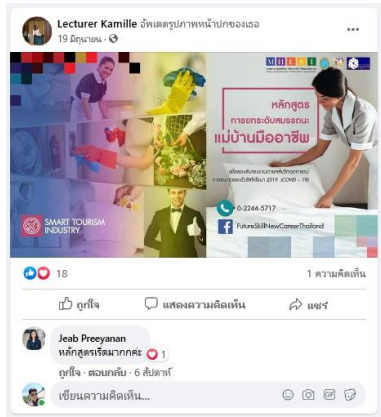 Lecturer Kamille อัพเดตรูปภาพหน้าปกของเธอ
19 มิถุนายน
หลักสูตร
การยกระดับสมรรถนะ
แม่บ้านมืออาชีพ
0-2244-5717
FutureSkillNewCareerThailand
SMART TOURISM
INDUSTRY
18
1 ความคิดเห็น
ถูกใจ
แสดงความคิดเห็น
แชร์
Jeab Preeyanan
หลักสูตรเริ่ดมากกค่ะ
1
ถูกใจ · ตอบกลับ · 6 สัปดาห์
เขียนความคิดเห็น...
GIF